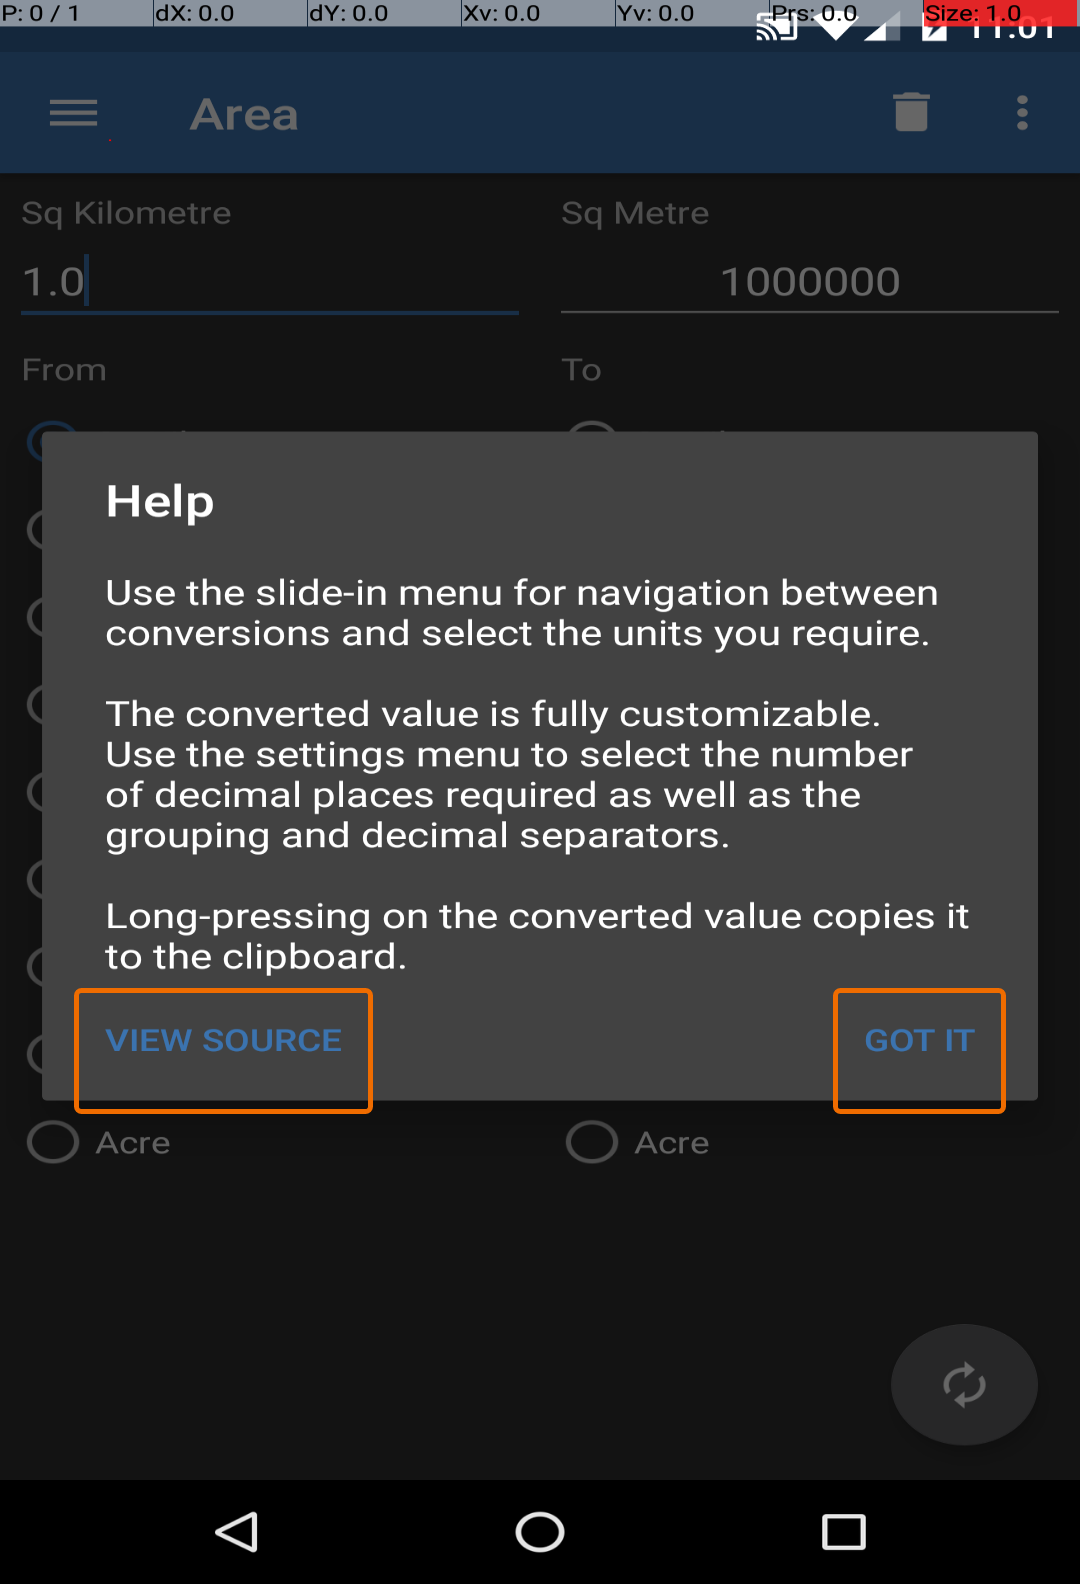 P: 0 / 1 dX: 0.0 dY: 0.0 Xv: 0.0 Yv: 0.0 Prs: 0.0 Size: 1.0
11:01
Area
Sq Kilometre
Sq Metre
1.0
1000000
From
To
Help
Use the slide-in menu for navigation between
conversions and select the units you require.
The converted value is fully customizable.
Use the settings menu to select the number
of decimal places required as well as the
grouping and decimal separators.
Long-pressing on the converted value copies it
to the clipboard.
VIEW SOURCE
GOT IT
Acre
Acre